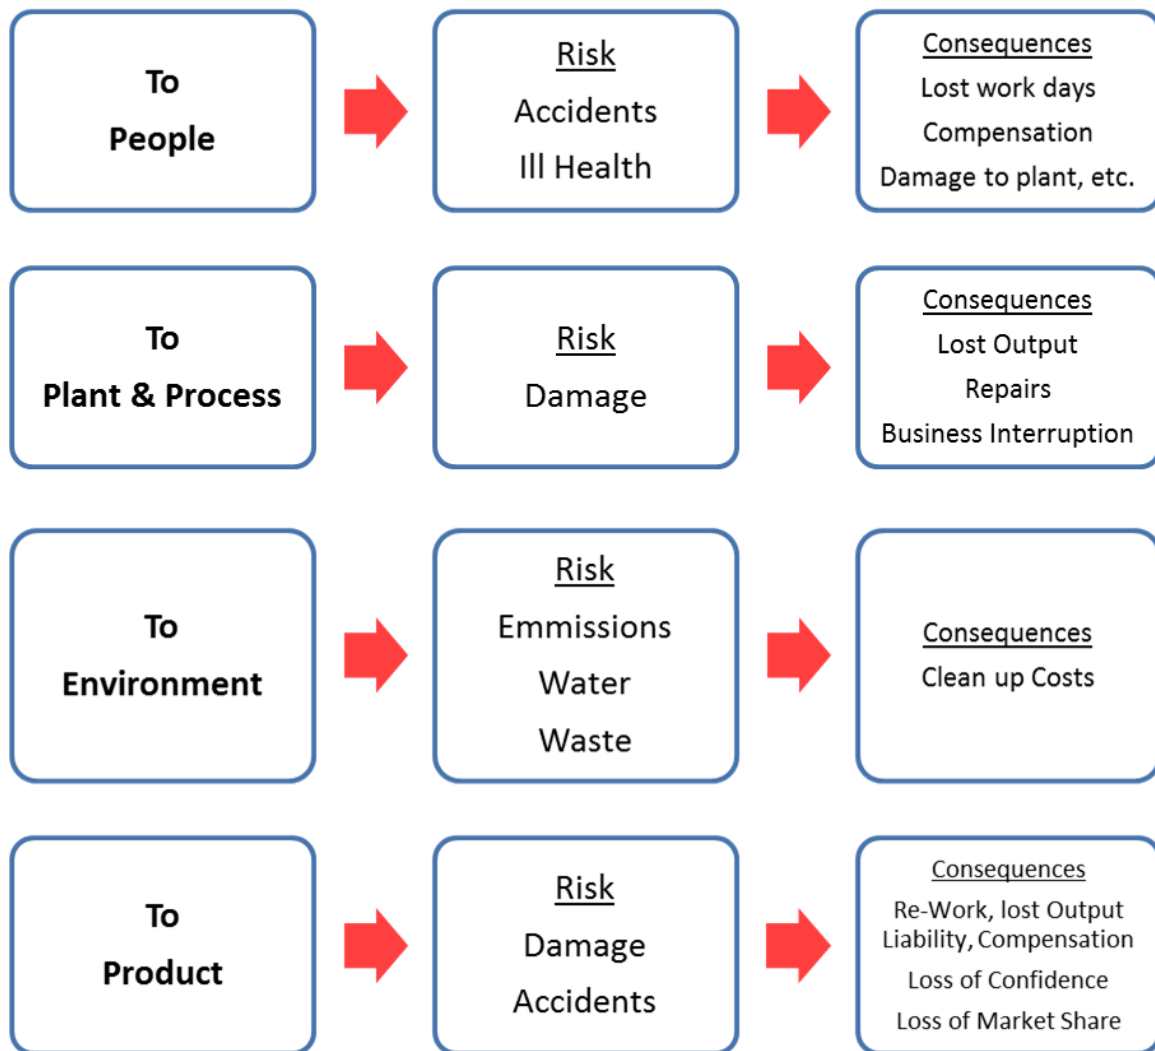 To
People
Risk
Accidents
Ill Health
Consequences
Lost work days
Compensation
Damage to plant, etc.
To
Plant & Process
Risk
Damage
Consequences
Lost Output
Repairs
Business Interruption
To
Environment
Risk
Emmissions
Water
Waste
Consequences
Clean up Costs
To
Product
Risk
Damage
Accidents
Consequences
Re-Work, lost Output
Liability, Compensation
Loss of Confidence
Loss of Market Share